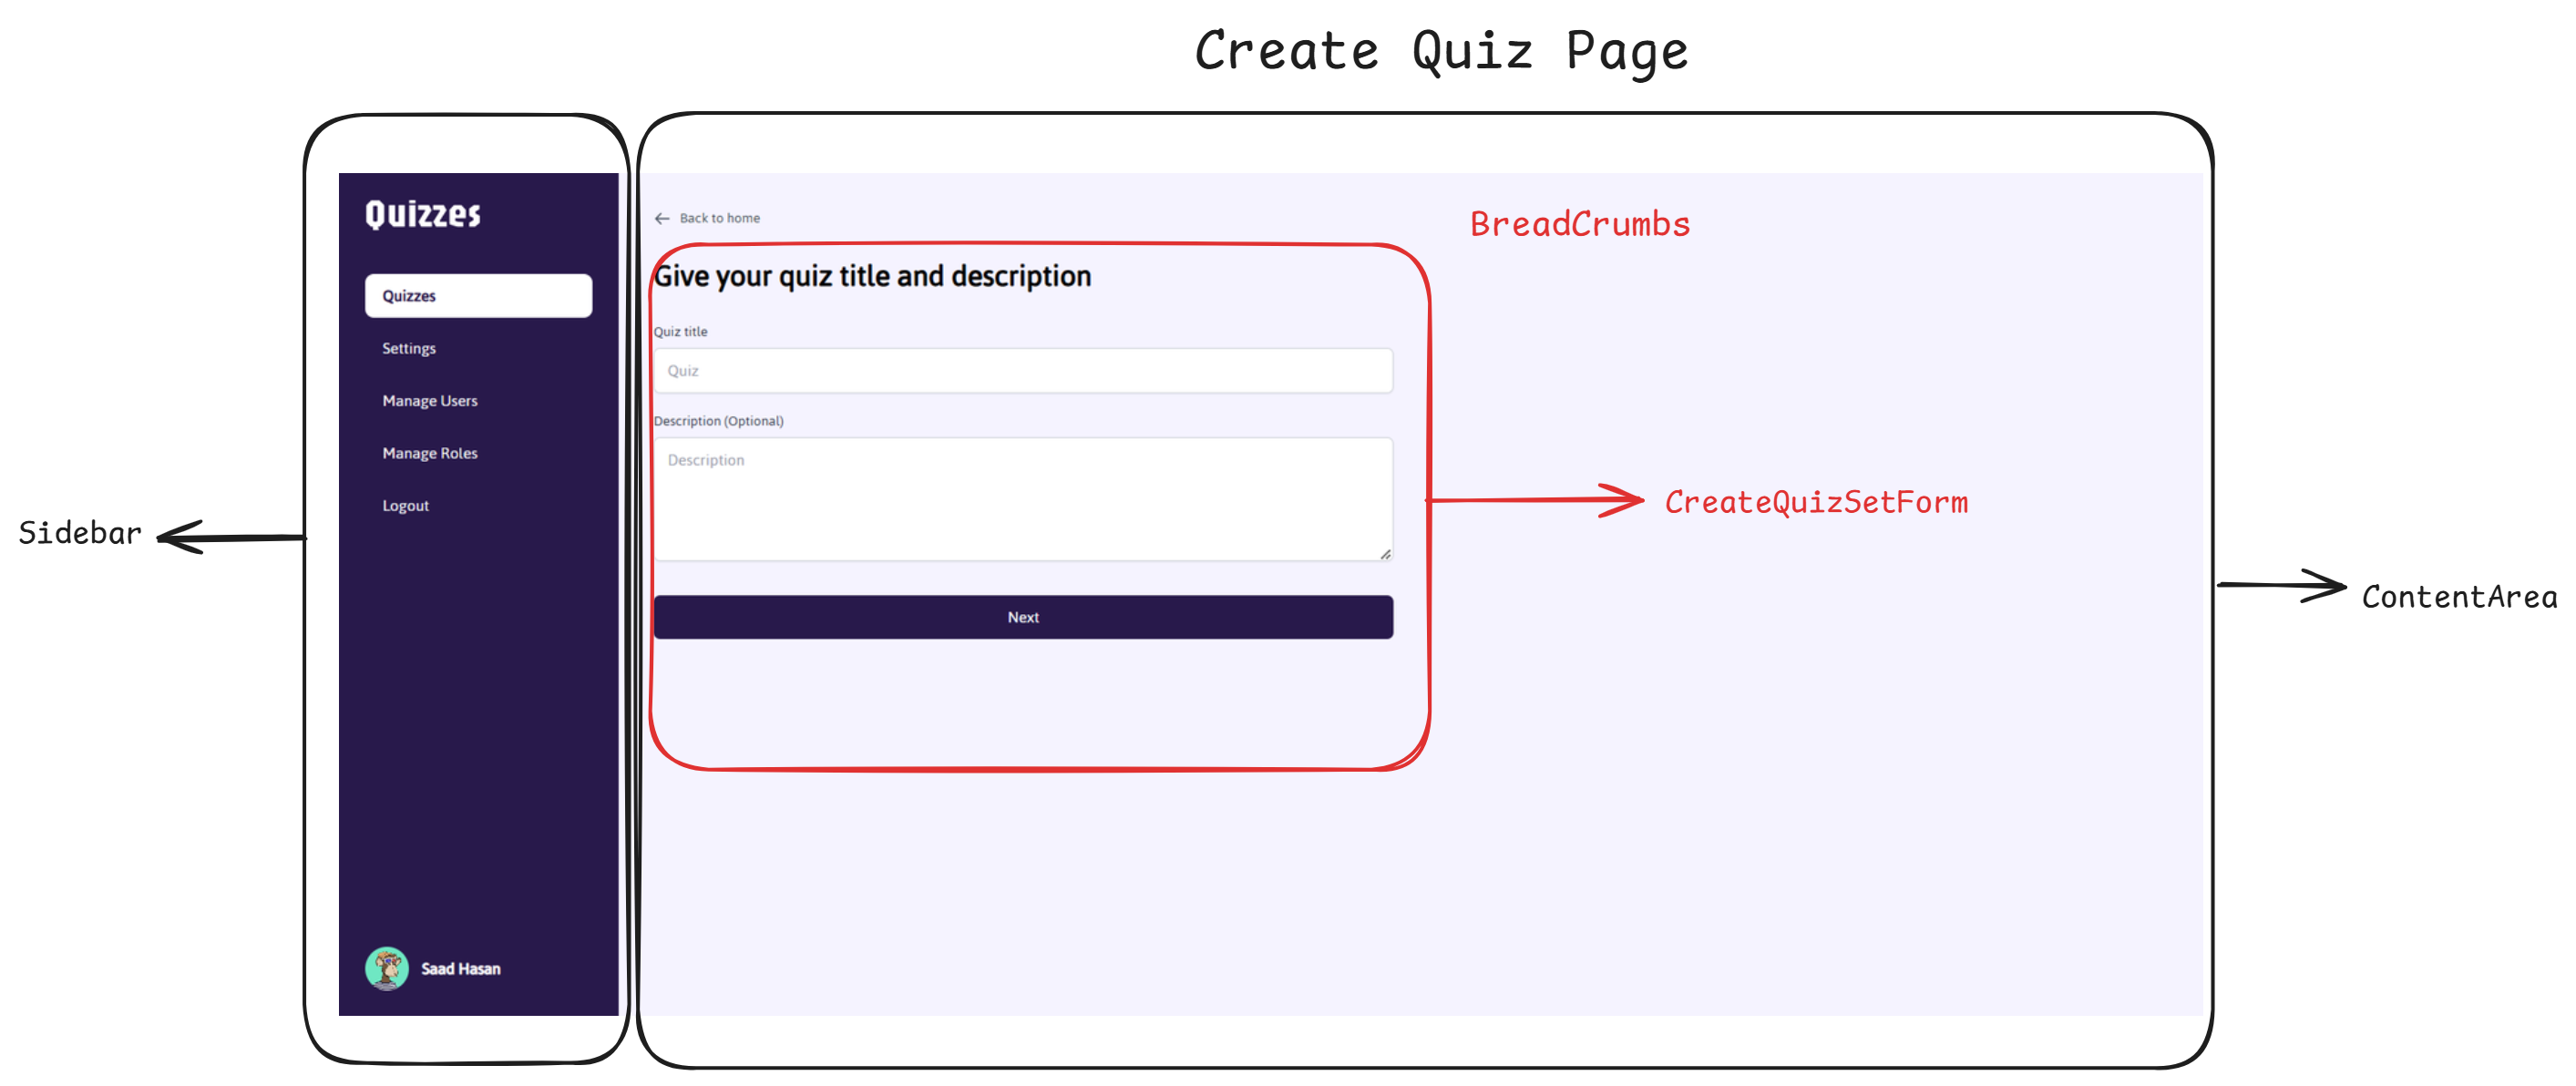 Create Quiz Page
Sidebar
Quizzes
Quizzes
Settings
Manage Users
Manage Roles
Logout
Saad Hasan
Back to home
BreadCrumbs
Give your quiz title and description
Quiz title
Quiz
Description (Optional)
Description
Next
CreateQuizSetForm
ContentArea